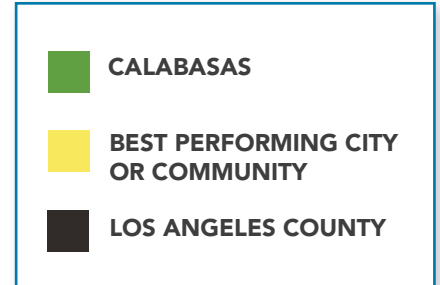 CALABASAS
BEST PERFORMING CITY
OR COMMUNITY
LOS ANGELES COUNTY